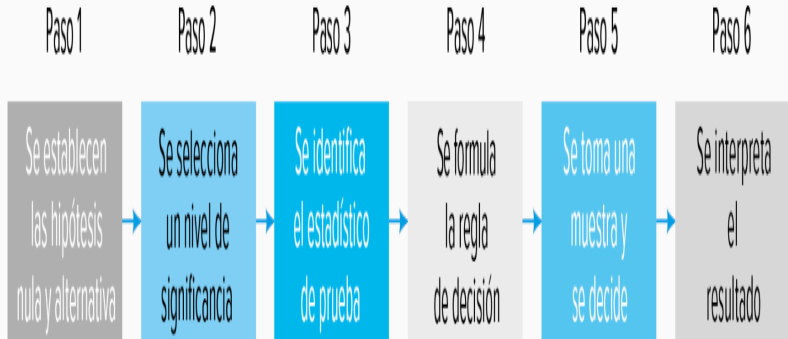 Paso 1
Paso 2
Paso 3
Paso 4
Paso 5
Paso 6
Se establecen
las hipótesis
nula y alternativa
Se selecciona
un nivel de
significancia
Se identifica
el estadístico
de prueba
Se formula
la regla
de decisión
Se toma una
muestra y
se decide
Se interpreta
el
resultado